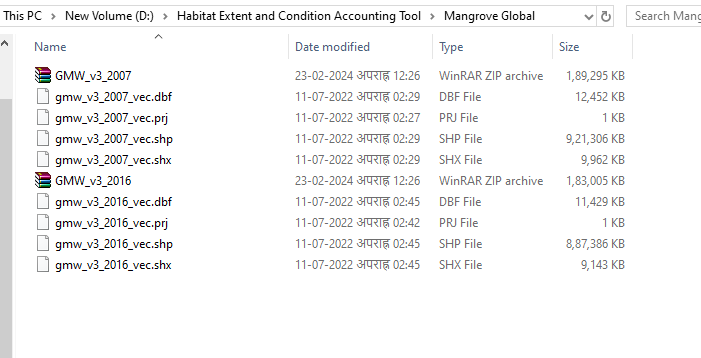 This PC > New Volume (D:) > Habitat Extent and Condition Accounting Tool > Mangrove Global Search Mang
Name Date modified Type Size
GMW_v3_2007 23-02-2024 अपराह्न 12:26 WinRAR ZIP archive 1,89,295 KB
gmw_v3_2007_vec.dbf 11-07-2022 अपराह्न 02:29 DBF File 12,452 KB
gmw_v3_2007_vec.prj 11-07-2022 अपराह्न 02:27 PRJ File 1 KB
gmw_v3_2007_vec.shp 11-07-2022 अपराह्न 02:29 SHP File 9,21,306 KB
gmw_v3_2007_vec.shx 11-07-2022 अपराह्न 02:29 SHX File 9,962 KB
GMW_v3_2016 23-02-2024 अपराह्न 12:26 WinRAR ZIP archive 1,83,005 KB
gmw_v3_2016_vec.dbf 11-07-2022 अपराह्न 02:45 DBF File 11,429 KB
gmw_v3_2016_vec.prj 11-07-2022 अपराह्न 02:42 PRJ File 1 KB
gmw_v3_2016_vec.shp 11-07-2022 अपराह्न 02:45 SHP File 8,87,386 KB
gmw_v3_2016_vec.shx 11-07-2022 अपराह्न 02:45 SHX File 9,143 KB